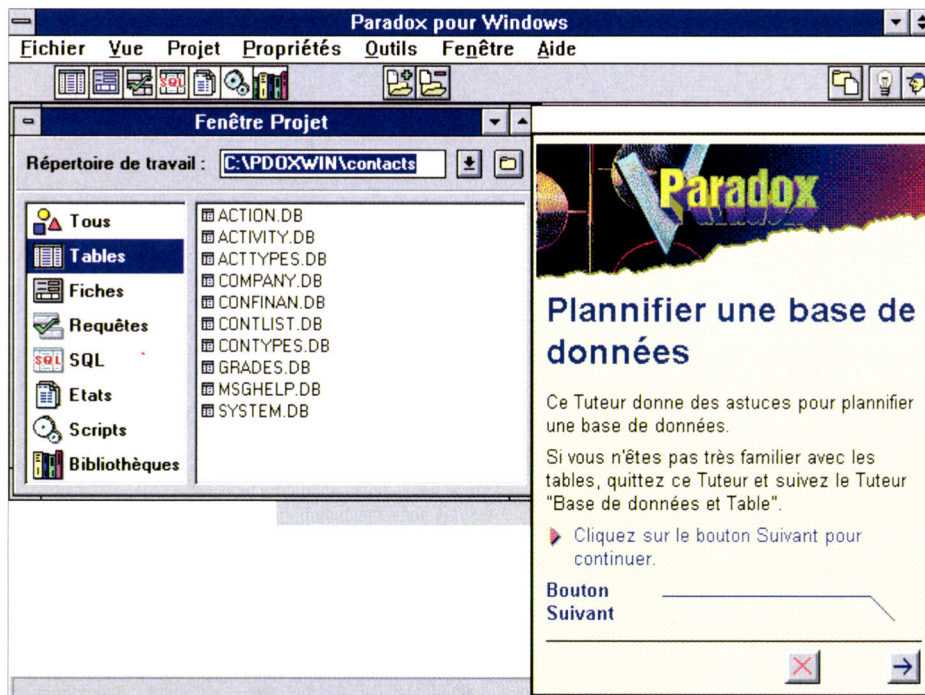 Paradox pour Windows
Fichier Vue Projet Propriétés Outils Fenêtre Aide
SQL
Fenêtre Projet
Répertoire de travail : C:\PDOXWIN\contacts
Tous
Tables
Fiches
Requêtes
SQL SQL
Etats
Scripts
Bibliothèques
ACTION.DB
ACTIVITY.DB
ACTTYPES.DB
COMPANY.DB
CONFINAN.DB
CONTLIST.DB
CONTYPES.DB
GRADES.DB
MSGHELP.DB
SYSTEM.DB
Paradox
Plannifier une base de
données
Ce Tuteur donne des astuces pour plannifier
une base de données.
Si vous n'êtes pas très familier avec les
tables, quittez ce Tuteur et suivez le Tuteur
"Base de données et Table".
Cliquez sur le bouton Suivant pour
continuer.
Bouton
Suivant